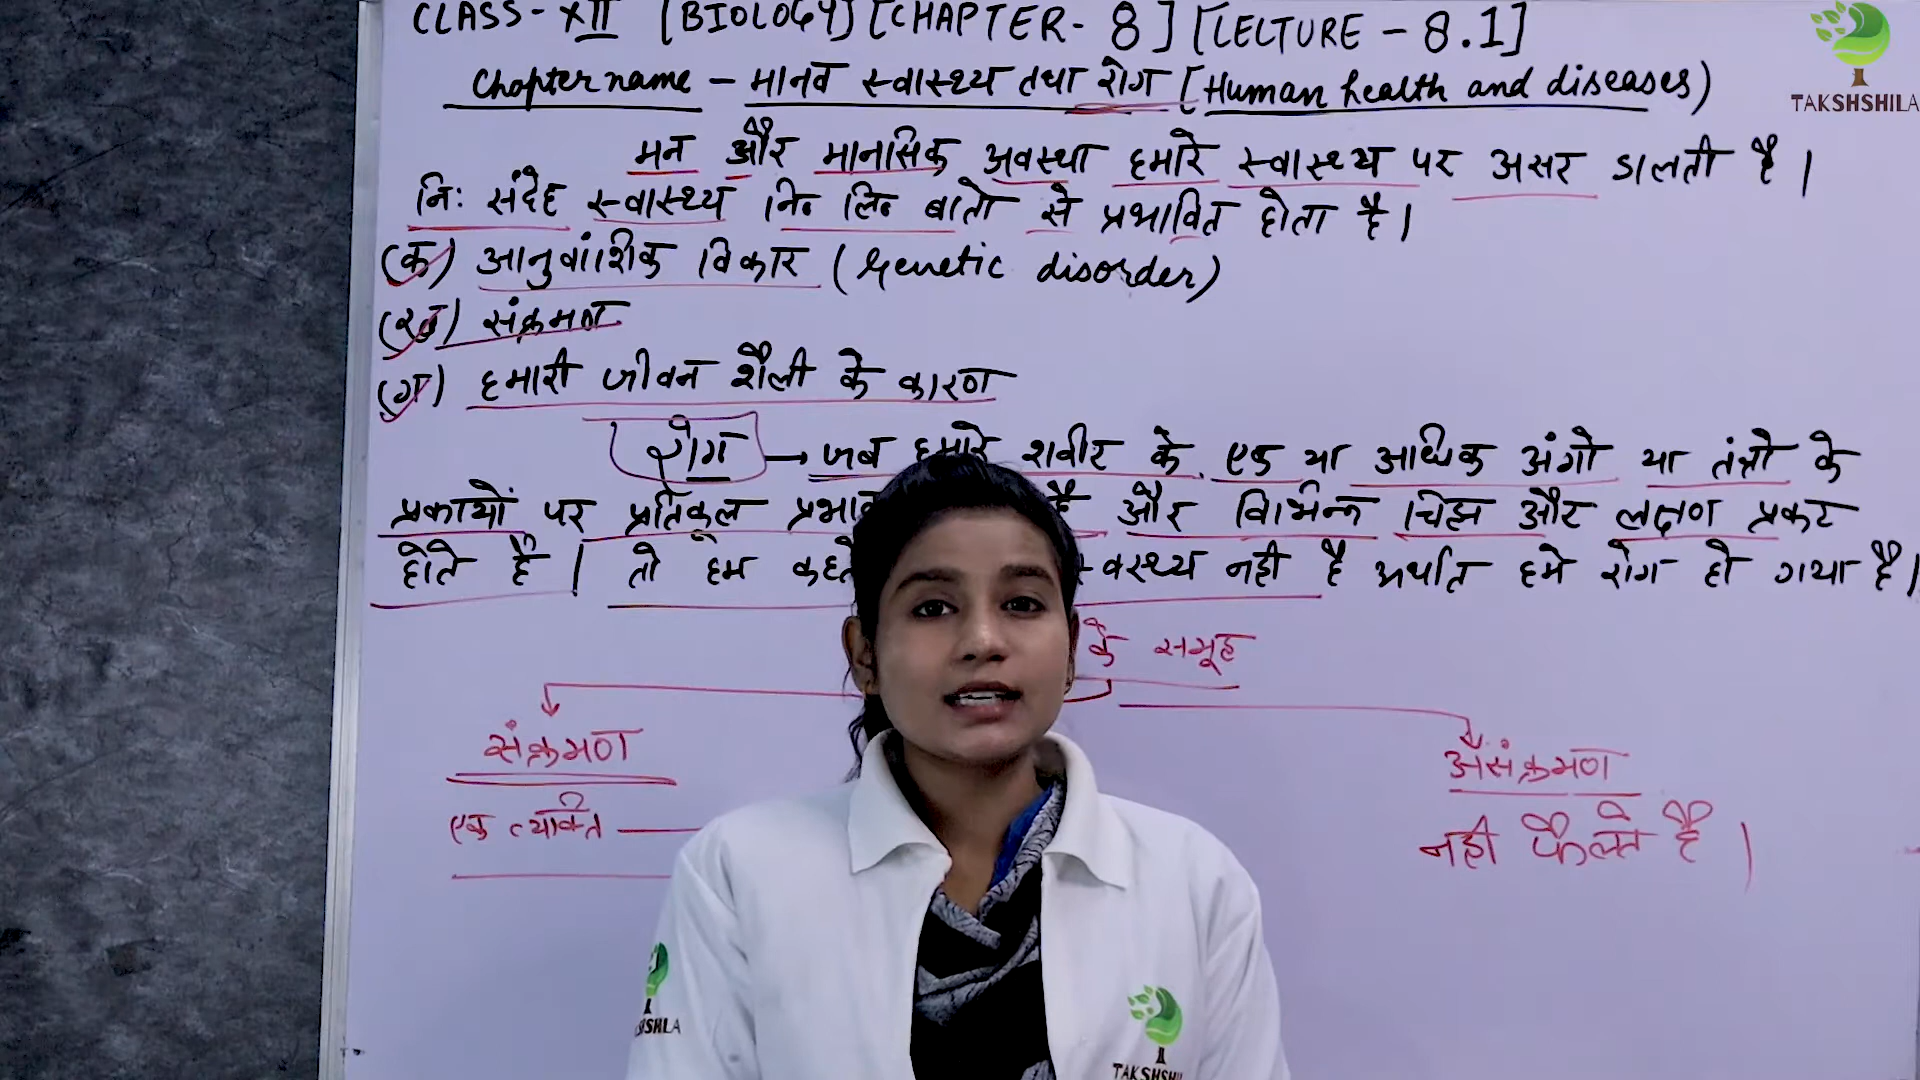 CLASS - XII [BIOLOGY] [CHAPTER - 8] [LECTURE - 8.1]
TAKSHSHILA
Chapter name - मानव स्वास्थ्य तथा रोग [Human health and diseases)
मन और मानसिक अवस्था हमारे स्वास्थ्य पर असर डालती है।
निः संदेह स्वास्थ्य बातो से प्रभावित होता है।
(क) आनुवांशिक विकार (Genetic disorder)
(ख) संक्रमण
(ग) हमारी जीवन शैली के कारण
रोग → जब हमारे शरीर के एक या अधिक अंगो या तंत्रो के
प्रकार्यो पर प्रतिकूल है और विभिन्न चिह्न और लक्षण प्रकट
होते है। तो हम नही है अर्थात हमे रोग हो गया है।
के समूह
संक्रमण
असंक्रमण
एक व्यक्ति
नही फैलते है।
TAKSHSHIL